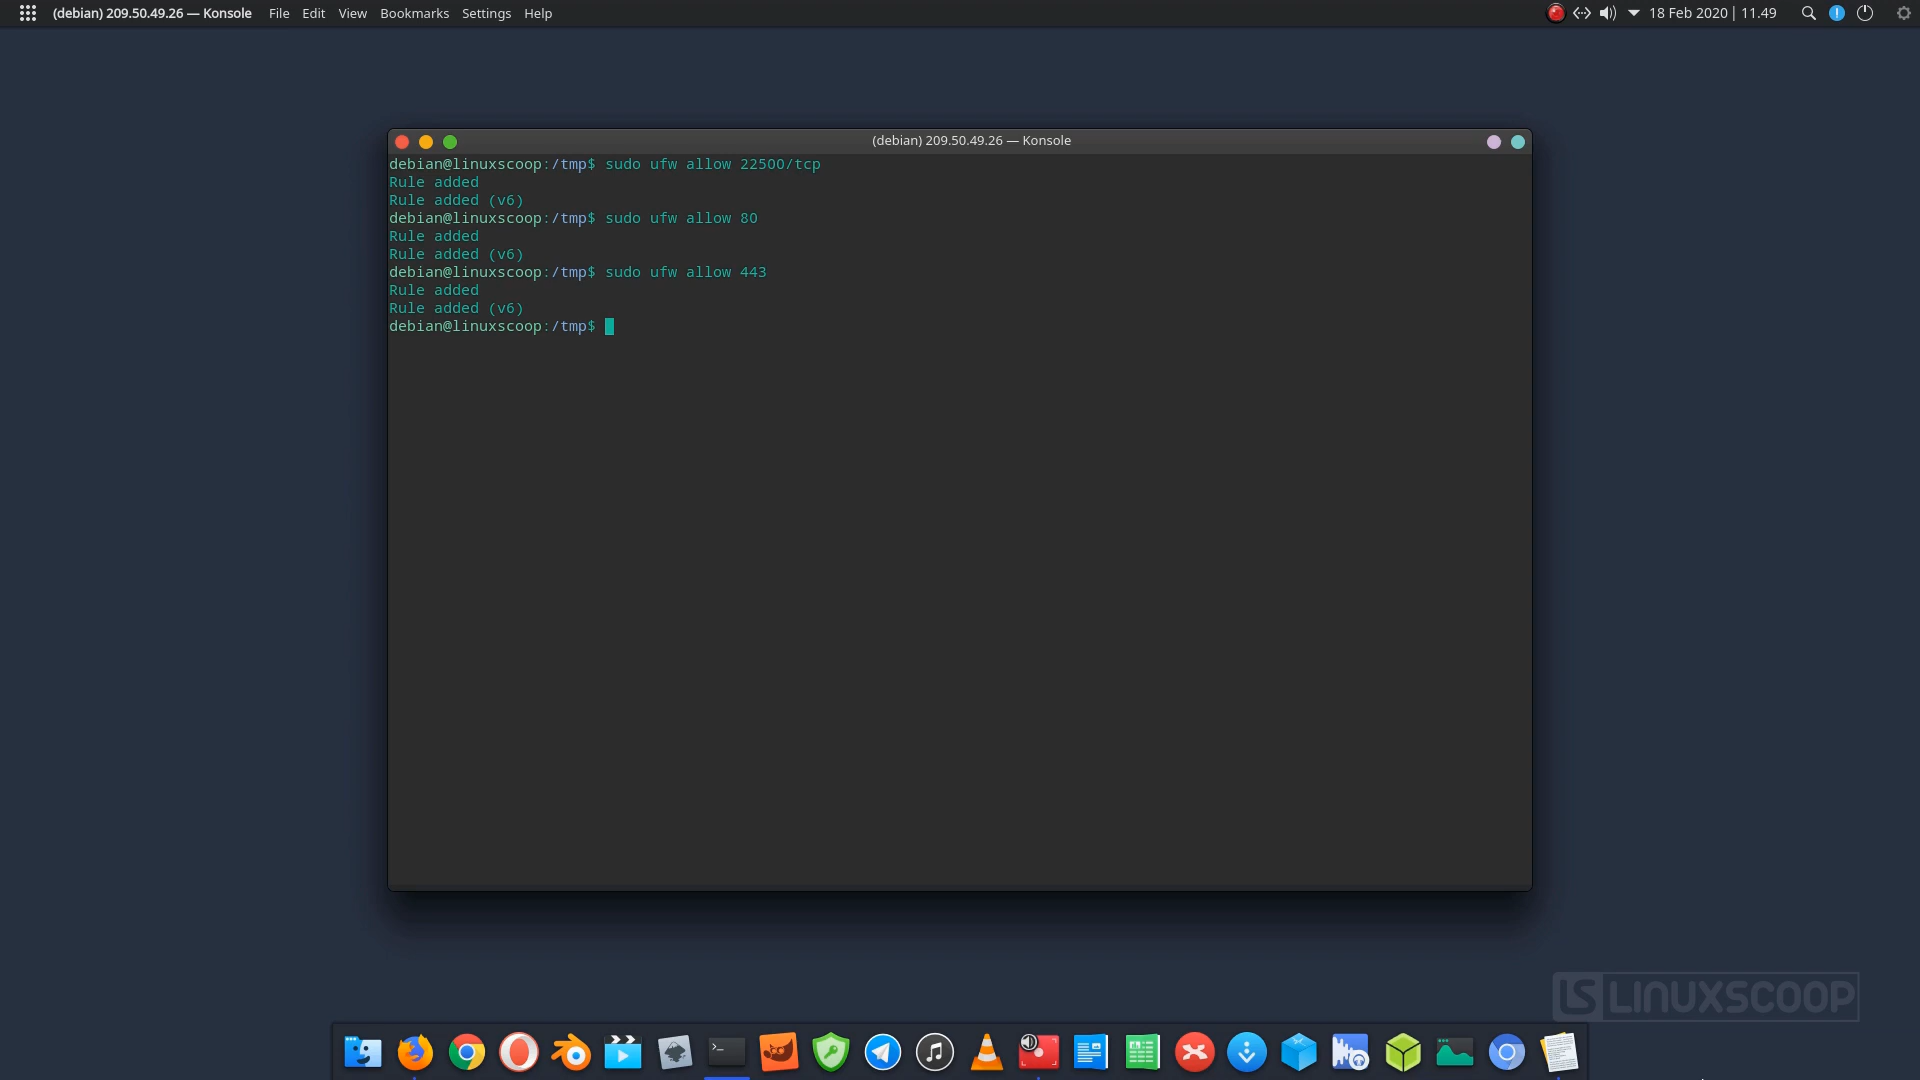 (debian) 209.50.49.26 — Konsole File Edit View Bookmarks Settings Help 18 Feb 2020 | 11.49
(debian) 209.50.49.26 — Konsole
debian@linuxscoop:/tmp$ sudo ufw allow 22500/tcp
Rule added
Rule added (v6)
debian@linuxscoop:/tmp$ sudo ufw allow 80
Rule added
Rule added (v6)
debian@linuxscoop:/tmp$ sudo ufw allow 443
Rule added
Rule added (v6)
debian@linuxscoop:/tmp$
LS LINUXSCOOP